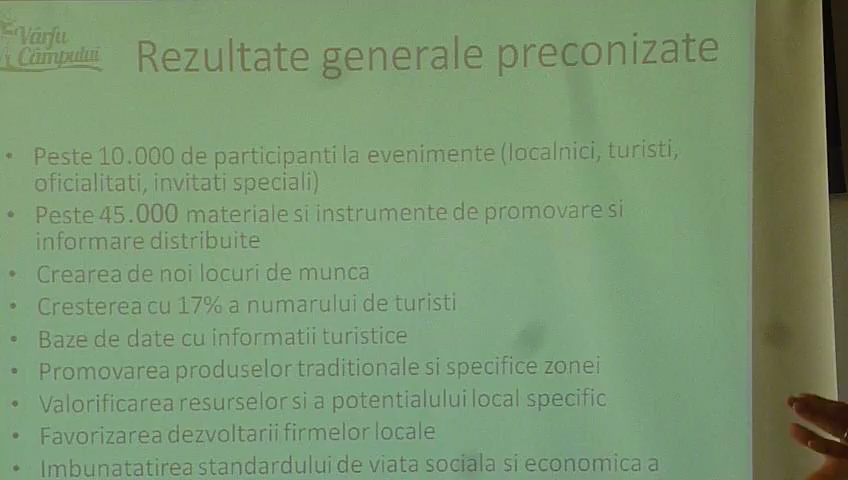 Vârfu
Câmpului
Rezultate generale preconizate
• Peste 10.000 de participanti la evenimente (localnici, turisti,
oficialitati, invitati speciali)
• Peste 45.000 materiale si instrumente de promovare si
informare distribuite
• Crearea de noi locuri de munca
• Cresterea cu 17% a numarului de turisti
• Baze de date cu informatii turistice
• Promovarea produselor traditionale si specifice zonei
• Valorificarea resurselor si a potentialului local specific
• Favorizarea dezvoltarii firmelor locale
• Imbunatatirea standardului de viata sociala si economica a